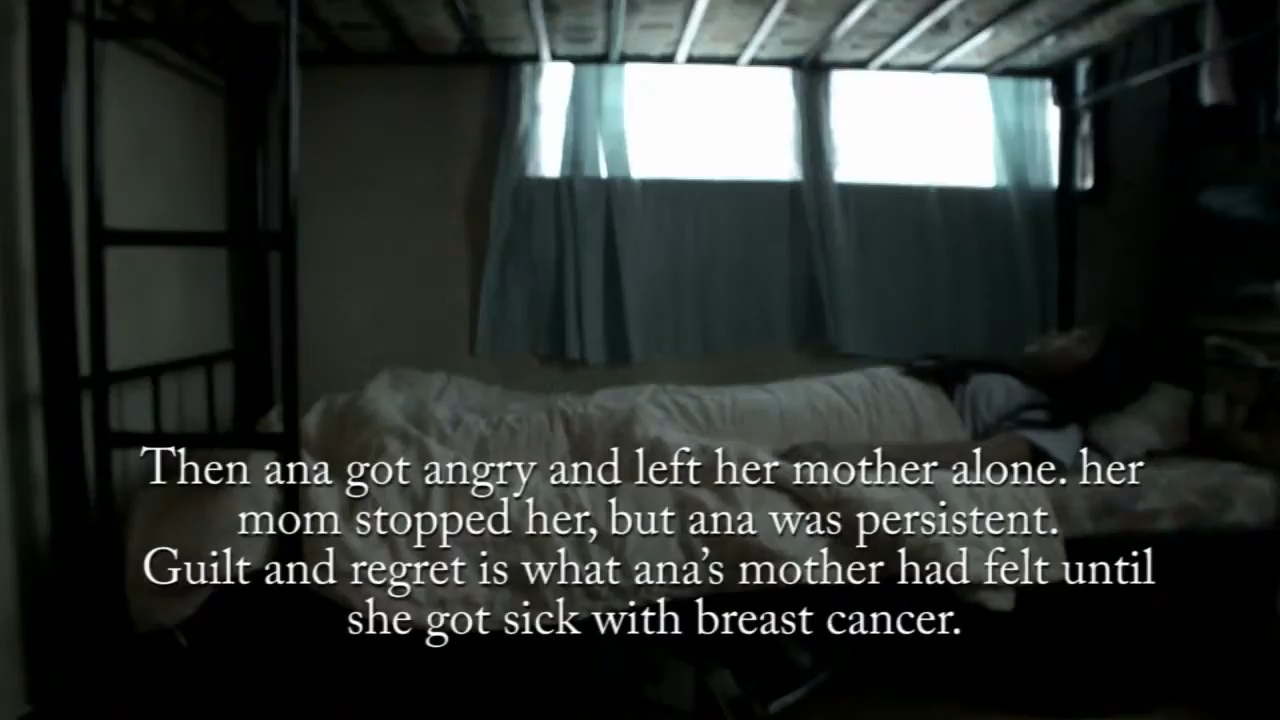 Then ana got angry and left her mother alone. her
mom stopped her, but ana was persistent.
Guilt and regret is what ana's mother had felt until
she got sick with breast cancer.